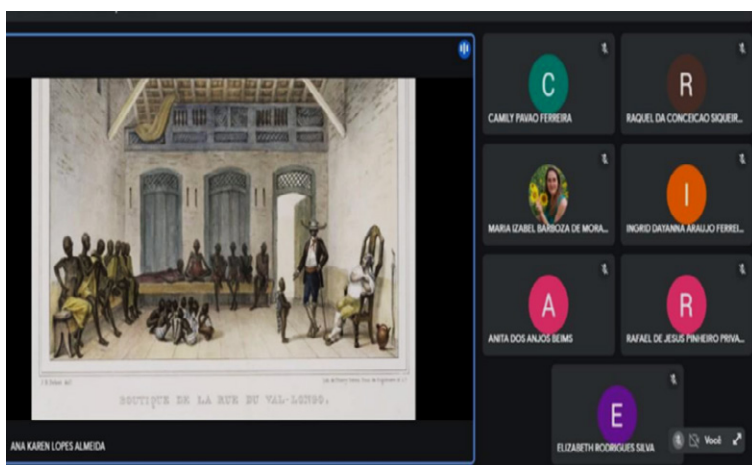 BOUTIQUE DE LA RUE DU VAL-LONGO.
ANA KAREN LOPES ALMEIDA
C
CAMILY PAVAO FERREIRA
R
RAQUEL DA CONCEICAO SIQUEIR...
MARIA IZABEL BARBOZA DE MORA...
I
INGRID DAYANNA ARAUJO FERREI...
A
ANITA DOS ANJOS BEIMS
R
RAFAEL DE JESUS PINHEIRO PRIVA...
E
ELIZABETH RODRIGUES SILVA
Você